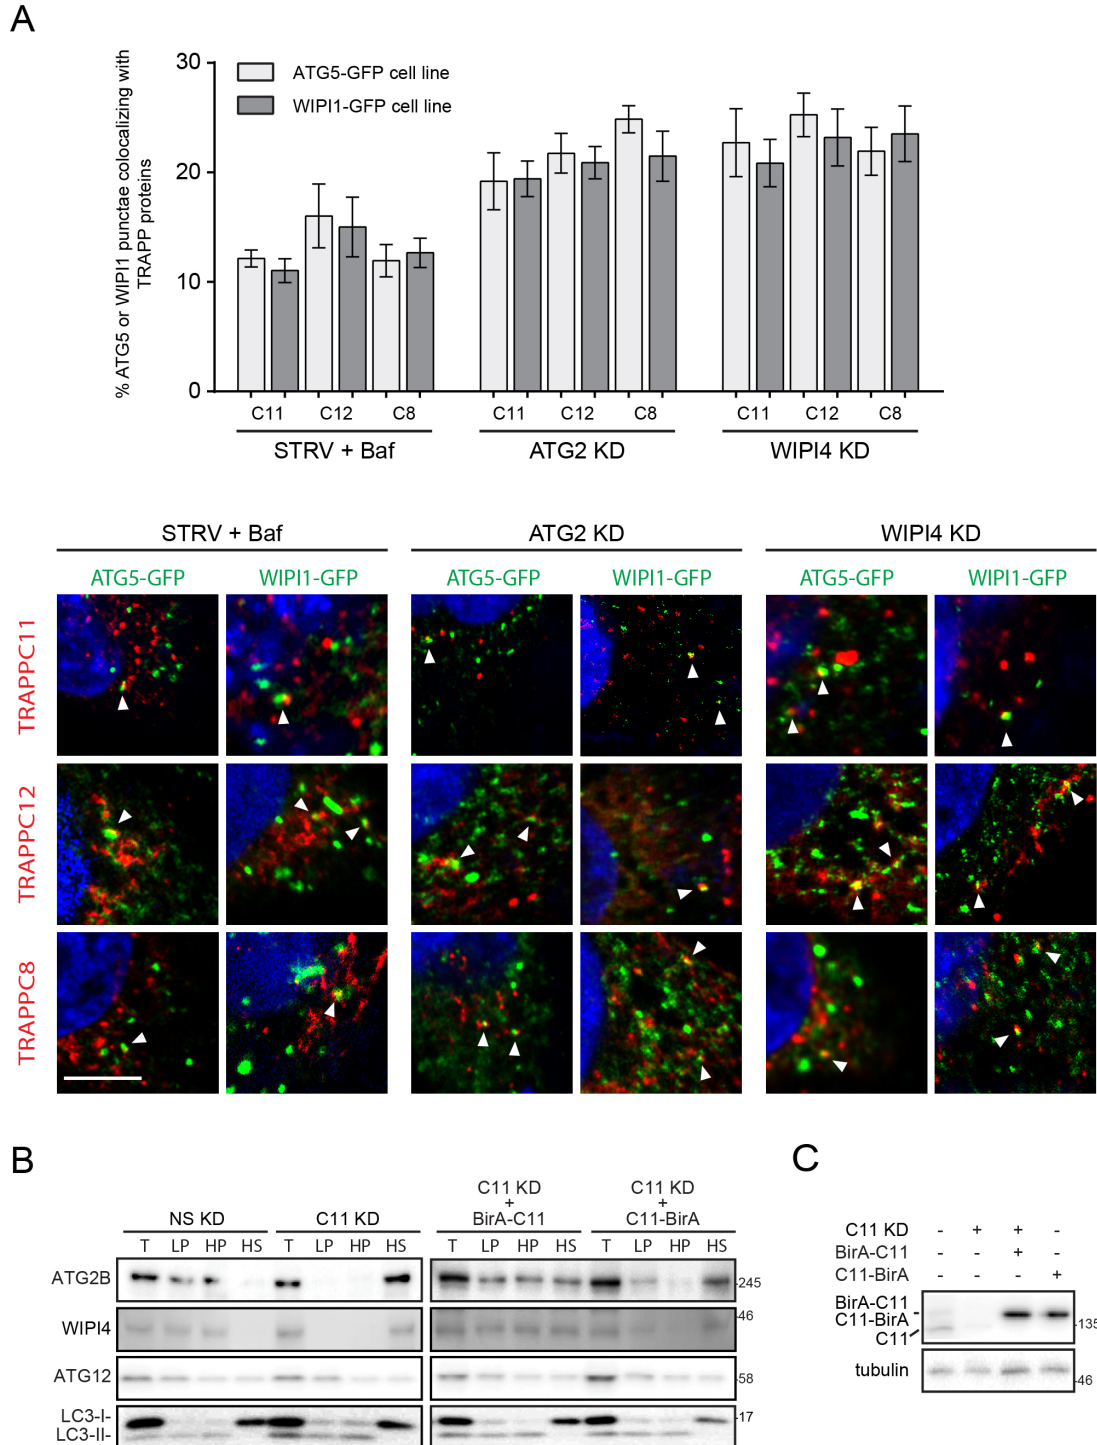 A
% ATG5 or WIPI1 punctae colocalizing with
TRAPP proteins
30
20
10
0
ATG5-GFP cell line
WIPI1-GFP cell line
C11 C12 C8 C11 C12 C8 C11 C12 C8
STRV + Baf ATG2 KD WIPI4 KD
STRV + Baf ATG2 KD WIPI4 KD
ATG5-GFP WIPI1-GFP ATG5-GFP WIPI1-GFP ATG5-GFP WIPI1-GFP
TRAPPC11
TRAPPC12
TRAPPC8
B
NS KD C11 KD
C11 KD
+
BirA-C11
C11 KD
+
C11-BirA
T LP HP HS T LP HP HS T LP HP HS T LP HP HS
ATG2B -245
-46
WIPI4
ATG12 -58
LC3-I- -17
LC3-II-
C
C11 KD - + + -
BirA-C11 - - + -
C11-BirA - - - +
BirA-C11
C11-BirA
C11
-135
tubulin
-46